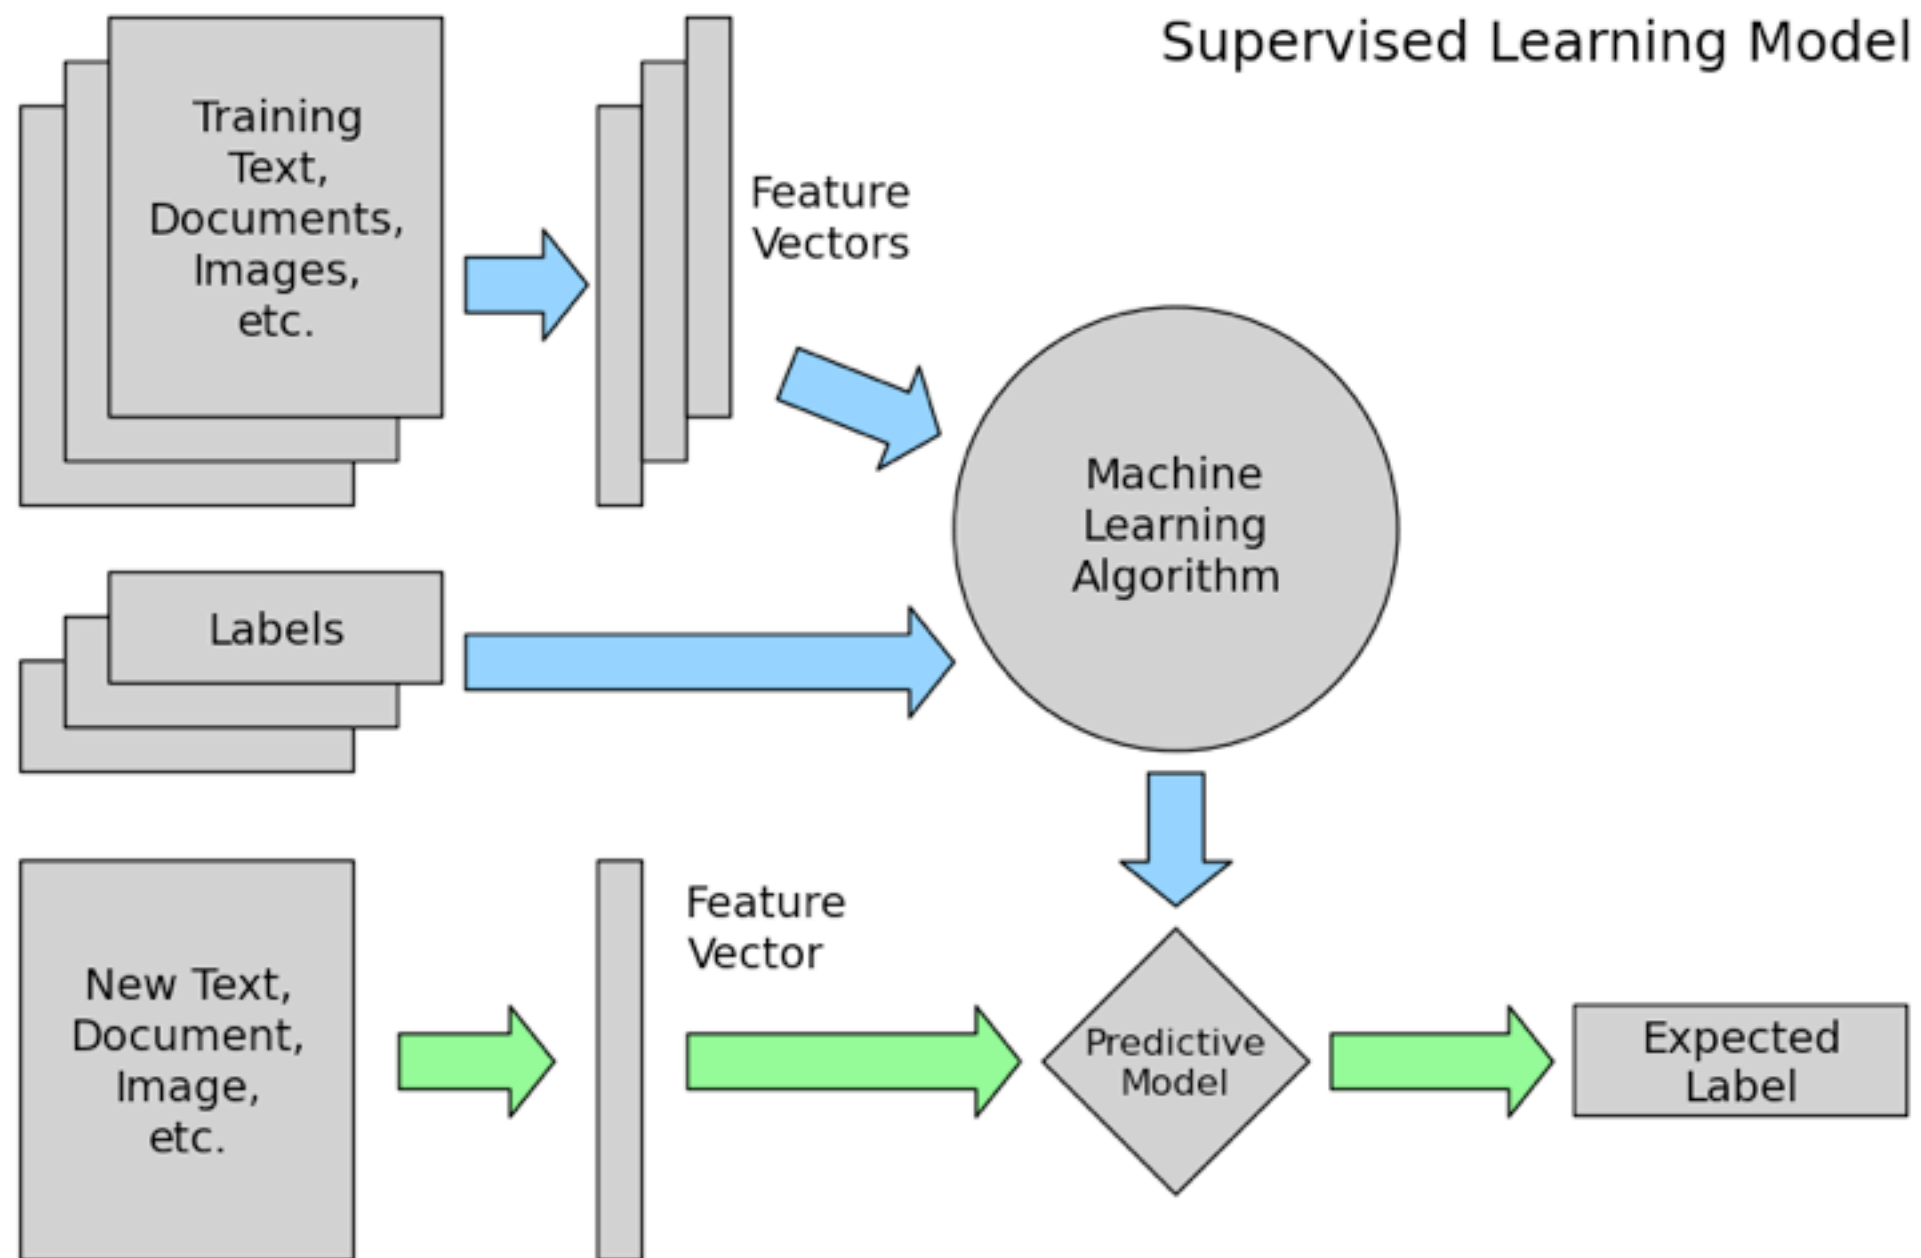 Supervised Learning Model
Training
Text,
Documents,
Images,
etc.
Feature
Vectors
Machine
Learning
Algorithm
Labels
New Text,
Document,
Image,
etc.
Feature
Vector
Predictive
Model
Expected
Label